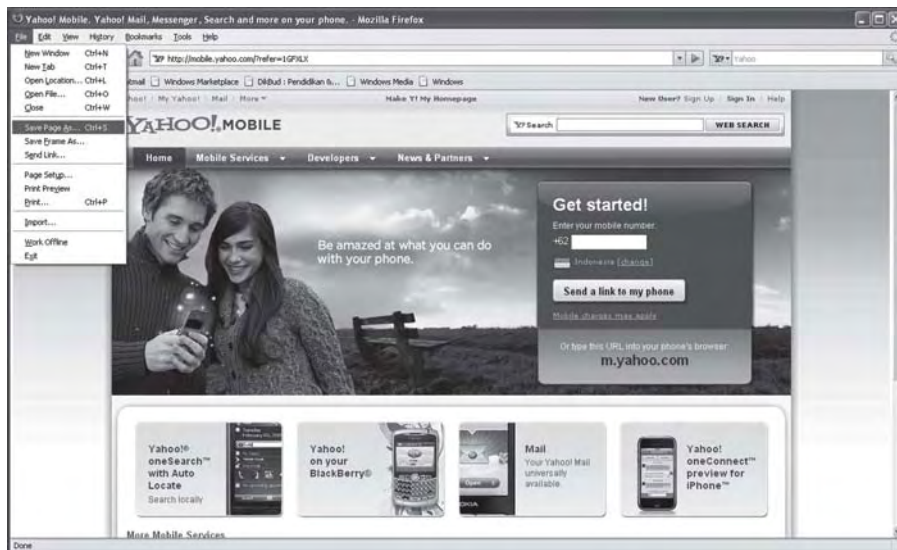 Yahoo! Mobile. Yahoo! Mail, Messenger, Search and more on your phone. - Mozilla Firefox
File Edit View History Bookmarks Tools Help
New Window Ctrl+N
New Tab Ctrl+T
Open Location... Ctrl+L
Open File... Ctrl+O
Close Ctrl+W
Save Page As... Ctrl+S
Save Frame As...
Send Link...
Page Setup...
Print Preview
Print... Ctrl+P
Import...
Work Offline
Exit
http://mobile.yahoo.com/?refer=1GFXLX
Yahoo
Windows Marketplace Dikbud : Pendidikan &... Windows Media Windows
My Yahoo! Mail More Make Y! My Homepage New User? Sign Up Sign In Help
YAHOO! MOBILE
Search WEB SEARCH
Home Mobile Services Developers News & Partners
Be amazed at what you can do
with your phone.
Get started!
Enter your mobile number.
+62
Indonesia [change]
Send a link to my phone
Mobile charges may apply
Or type this URL into your phone's browser:
m.yahoo.com
Yahoo!®
oneSearch™
with Auto
Locate
Search locally
Yahoo!
on your
BlackBerry®
Mail
Your Yahoo! Mail
universally
available.
Yahoo!
oneConnect™
preview for
iPhone™
More Mobile Services
Done